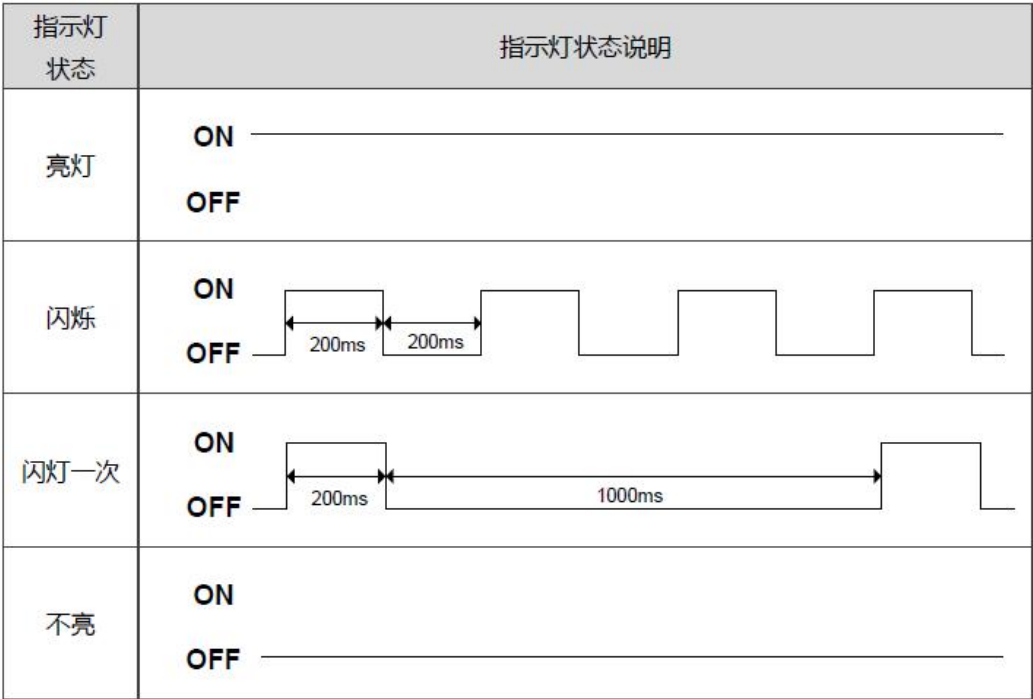 指示灯
状态
指示灯状态说明
亮灯
ON
OFF
闪烁
ON
200ms
200ms
OFF
闪灯一次
ON
200ms
1000ms
OFF
不亮
ON
OFF